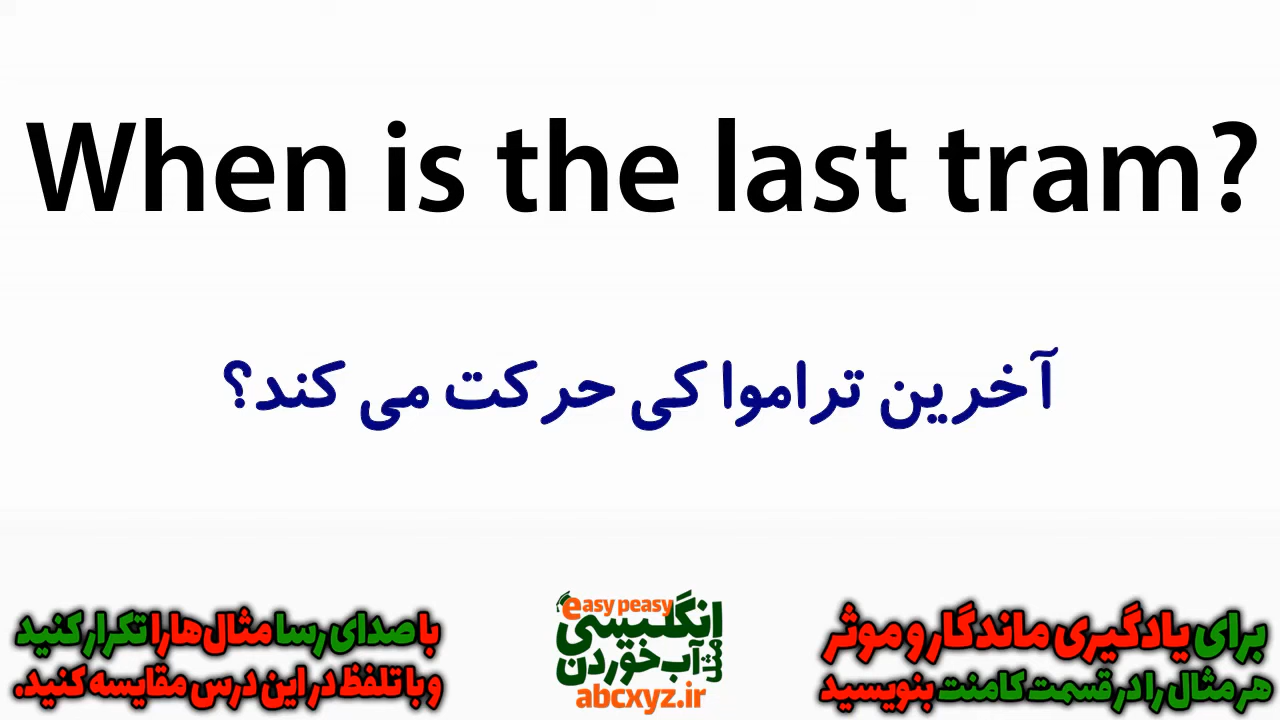 When is the last tram?
آخرین تراموا کی حرکت می کند؟
برای یادگیری ماندگار و موثر
هر مثال را در قسمت کامنت بنویسید
easy peasy
انگلیسی
مثل آب خوردن
abcxyz.ir
با صدای رسا مثال‌ها را تکرار کنید
و با تلفظ در این درس مقایسه کنید.